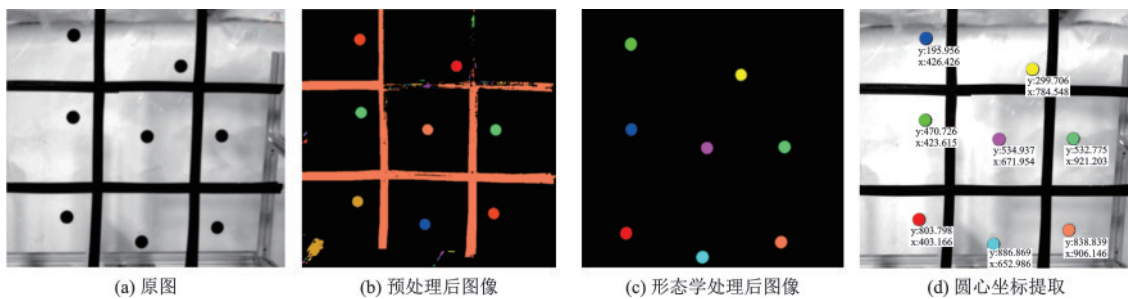 y:195.956
x:426.426
y:299.706
x:784.548
y:470.726
x:423.615
y:534.937
x:671.954
y:532.775
x:921.203
y:803.798
x:403.166
y:886.869
x:652.986
y:838.839
x:906.146
(a) 原图
(b) 预处理后图像
(c) 形态学处理后图像
(d) 圆心坐标提取